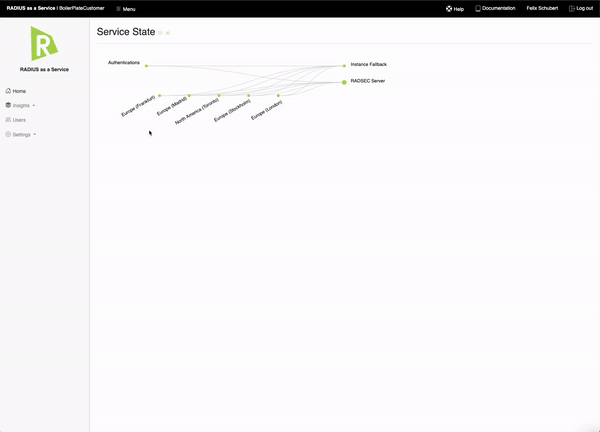 RADIUS as a Service | BoilerPlateCustomer
Menu
Help
Documentation
Felix Schubert
Log out
R
RADIUS as a Service
Home
Insights
Users
Settings
Service State
Authentications
Instance Fallback
RADSEC Server
Europe (Frankfurt)
Europe (Madrid)
North America (Toronto)
Europe (Stockholm)
Europe (London)